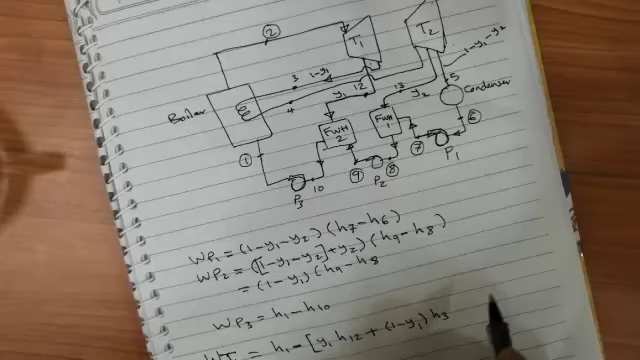 ②
T1
T2
1-y1-y2
3
1-y1
12
y1
13
y2
5
Condenser
Boiler
4
FWH
2
FWH
1
⑥
①
⑦
P1
⑨
P2
⑧
10
P3
WP1 = (1-y1-y2) (h7-h6)
WP2 = ([1-y1-y2]+y2) (h9-h8)
= (1-y1) (h9-h8
WP3 = h1-h10
WT1 = h1-[y1 h12 + (1-y1) h3